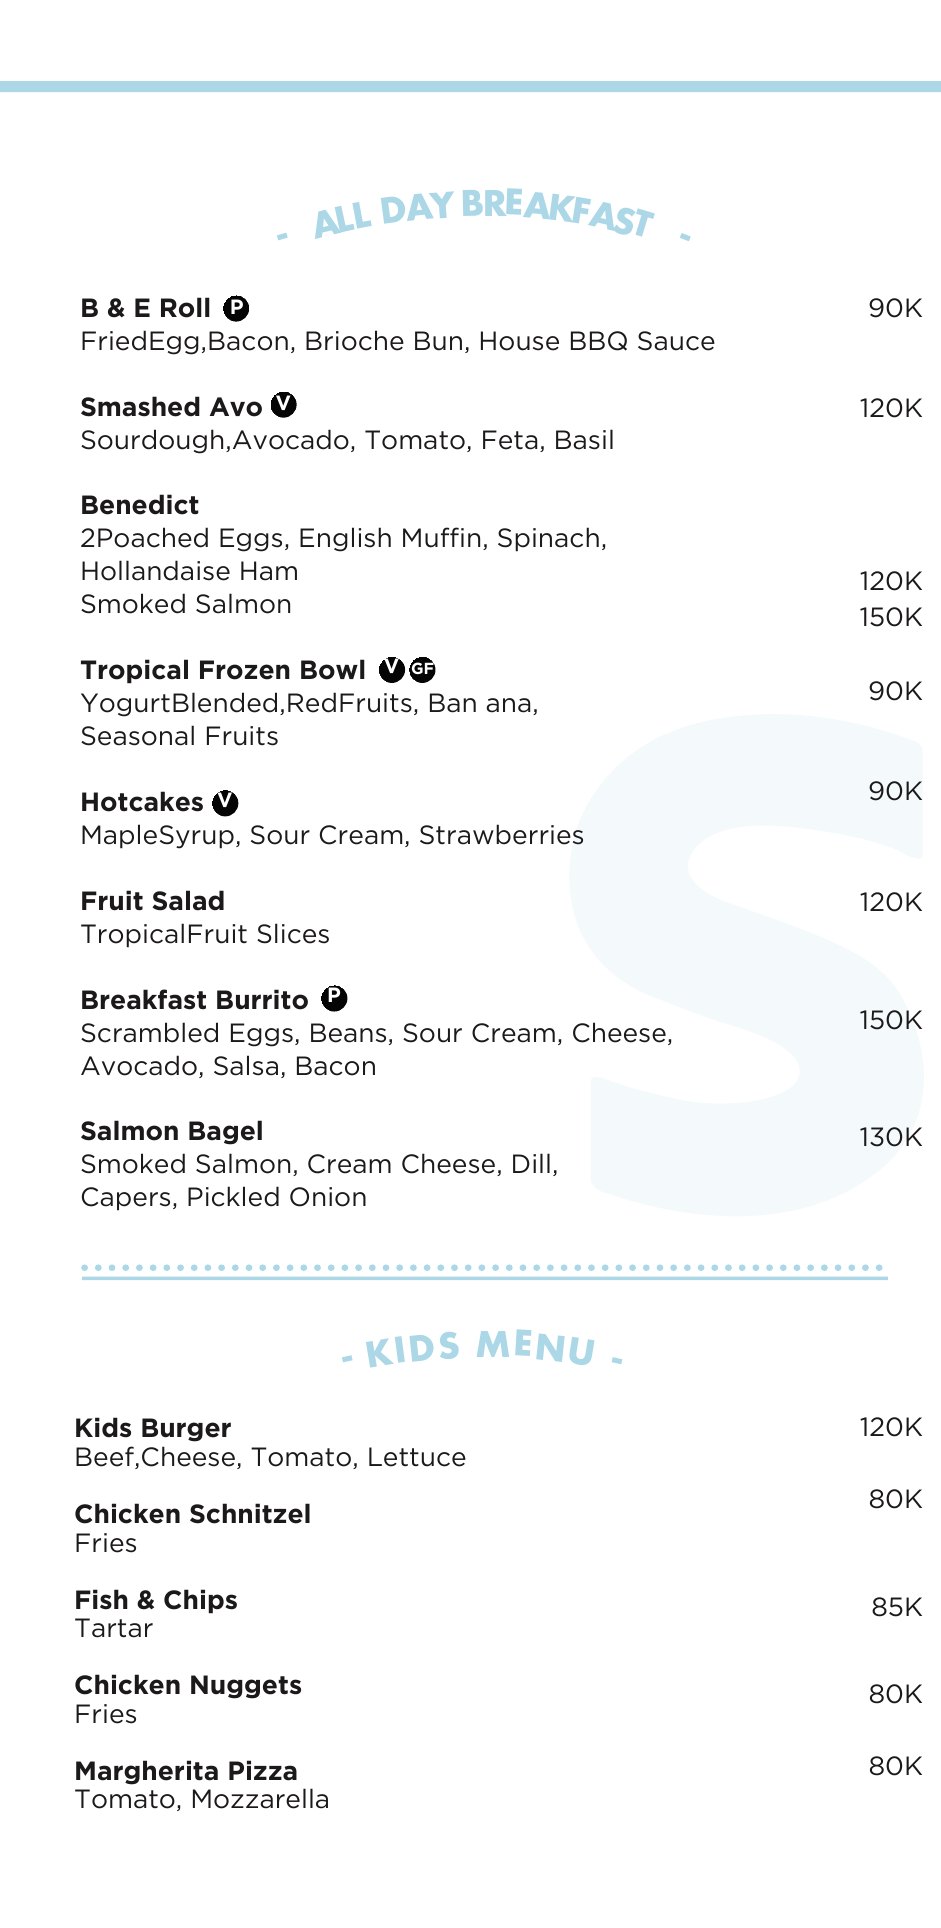 - ALL DAY BREAKFAST -
B & E Roll P 90K
FriedEgg,Bacon, Brioche Bun, House BBQ Sauce
Smashed Avo V 120K
Sourdough,Avocado, Tomato, Feta, Basil
Benedict
2Poached Eggs, English Muffin, Spinach,
Hollandaise Ham 120K
Smoked Salmon 150K
Tropical Frozen Bowl V GF 90K
YogurtBlended,RedFruits, Ban ana,
Seasonal Fruits
Hotcakes V 90K
MapleSyrup, Sour Cream, Strawberries
Fruit Salad 120K
TropicalFruit Slices
Breakfast Burrito P 150K
Scrambled Eggs, Beans, Sour Cream, Cheese,
Avocado, Salsa, Bacon
Salmon Bagel 130K
Smoked Salmon, Cream Cheese, Dill,
Capers, Pickled Onion
S
- KIDS MENU -
Kids Burger 120K
Beef,Cheese, Tomato, Lettuce
Chicken Schnitzel 80K
Fries
Fish & Chips 85K
Tartar
Chicken Nuggets 80K
Fries
Margherita Pizza 80K
Tomato, Mozzarella